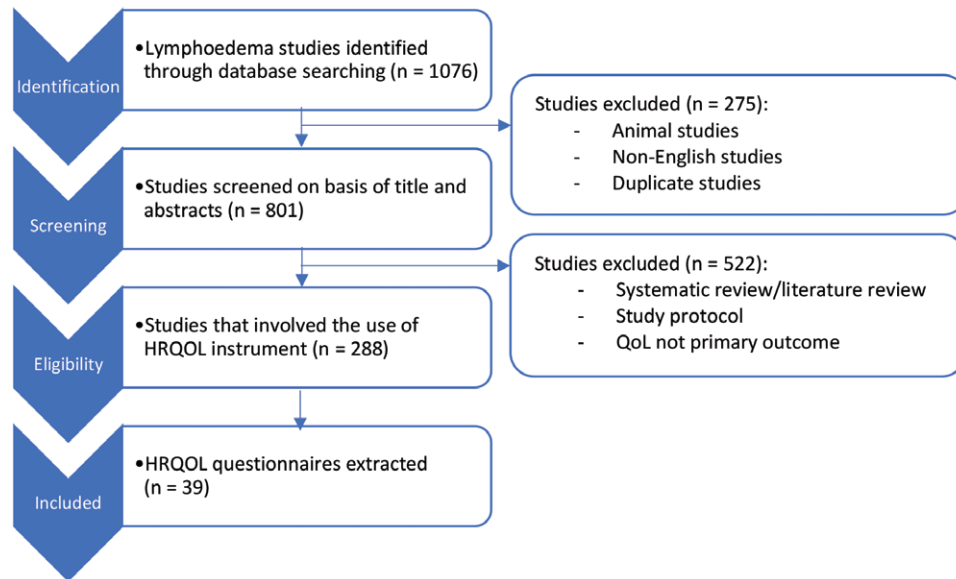 Identification
•Lymphoedema studies identified
through database searching (n = 1076)
Studies excluded (n = 275):
- Animal studies
- Non-English studies
- Duplicate studies
Screening
•Studies screened on basis of title and
abstracts (n = 801)
Studies excluded (n = 522):
- Systematic review/literature review
- Study protocol
- QoL not primary outcome
Eligibility
•Studies that involved the use of
HRQOL instrument (n = 288)
Included
•HRQOL questionnaires extracted
(n = 39)